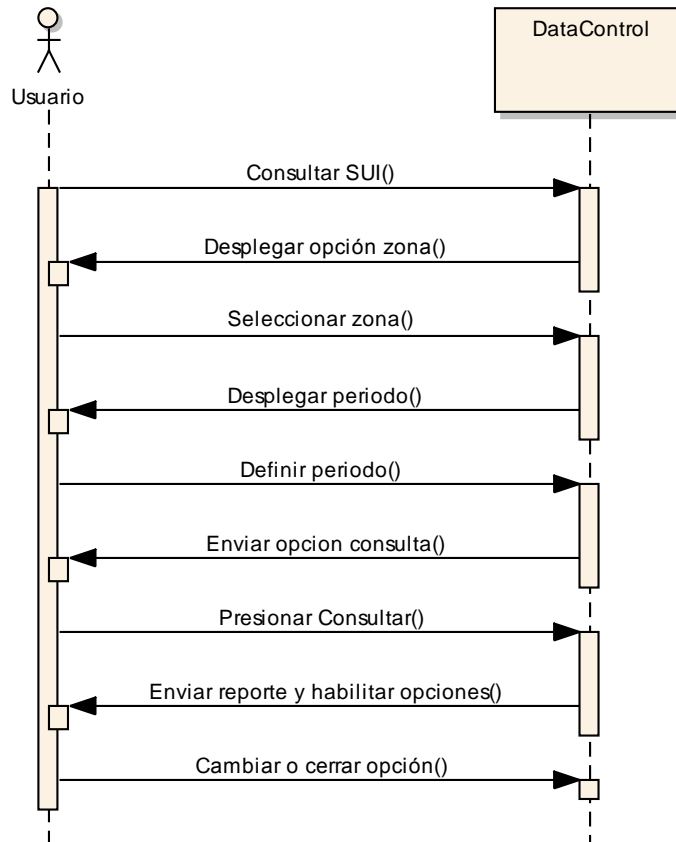 Usuario
DataControl
Consultar SUI()
Desplegar opción zona()
Seleccionar zona()
Desplegar periodo()
Definir periodo()
Enviar opcion consulta()
Presionar Consultar()
Enviar reporte y habilitar opciones()
Cambiar o cerrar opción()